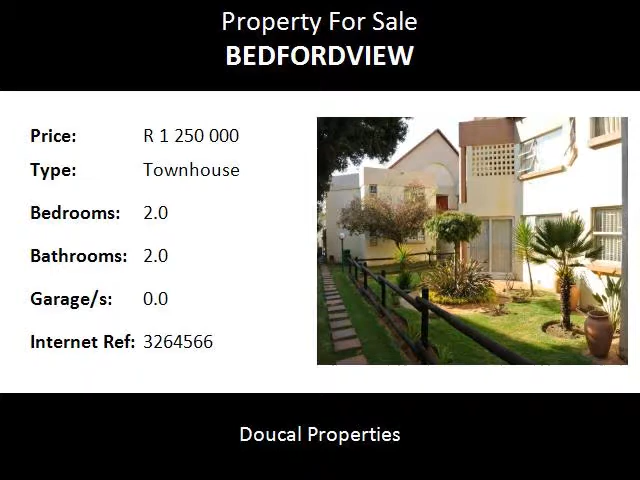 Property For Sale
BEDFORDVIEW
Price: R 1 250 000
Type: Townhouse
Bedrooms: 2.0
Bathrooms: 2.0
Garage/s: 0.0
Internet Ref: 3264566
Doucal Properties